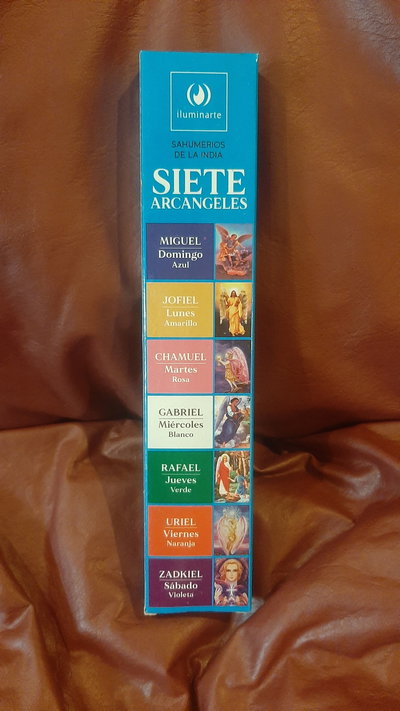 iluminarte
SAHUMERIOS
DE LA INDIA
SIETE
ARCANGELES
MIGUEL
Domingo
Azul
JOFIEL
Lunes
Amarillo
CHAMUEL
Martes
Rosa
GABRIEL
Miércoles
Blanco
RAFAEL
Jueves
Verde
URIEL
Viernes
Naranja
ZADKIEL
Sábado
Violeta